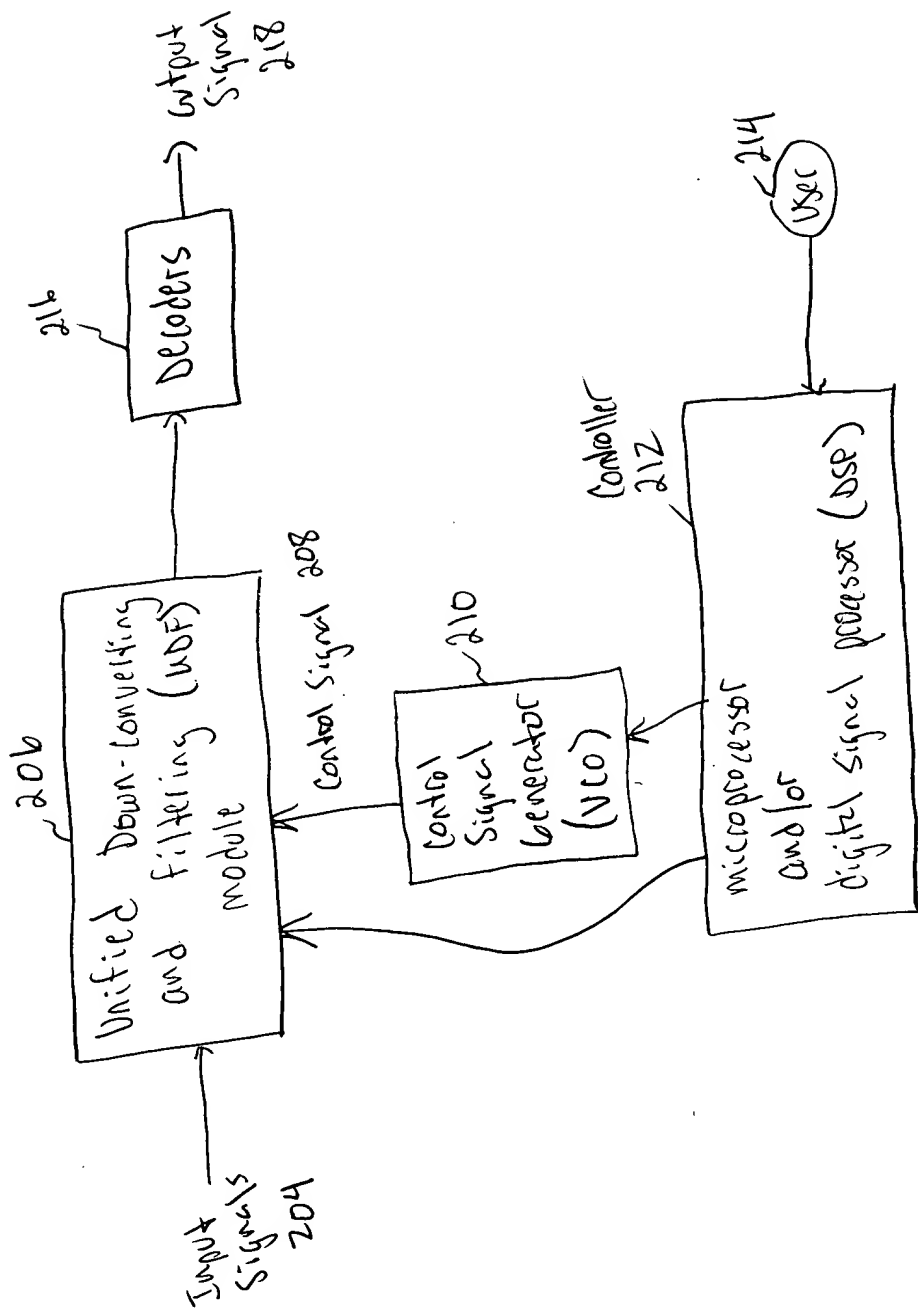 Input
Signals
204
206
Unified Down-converting
and filtering (UDF)
module
216
Decoders
Output
Signal
218
Control Signal 208
210
Control
Signal
Generator
(VCO)
Controller
212
microprocessor
and/or
digital signal processor (DSP)
214
User